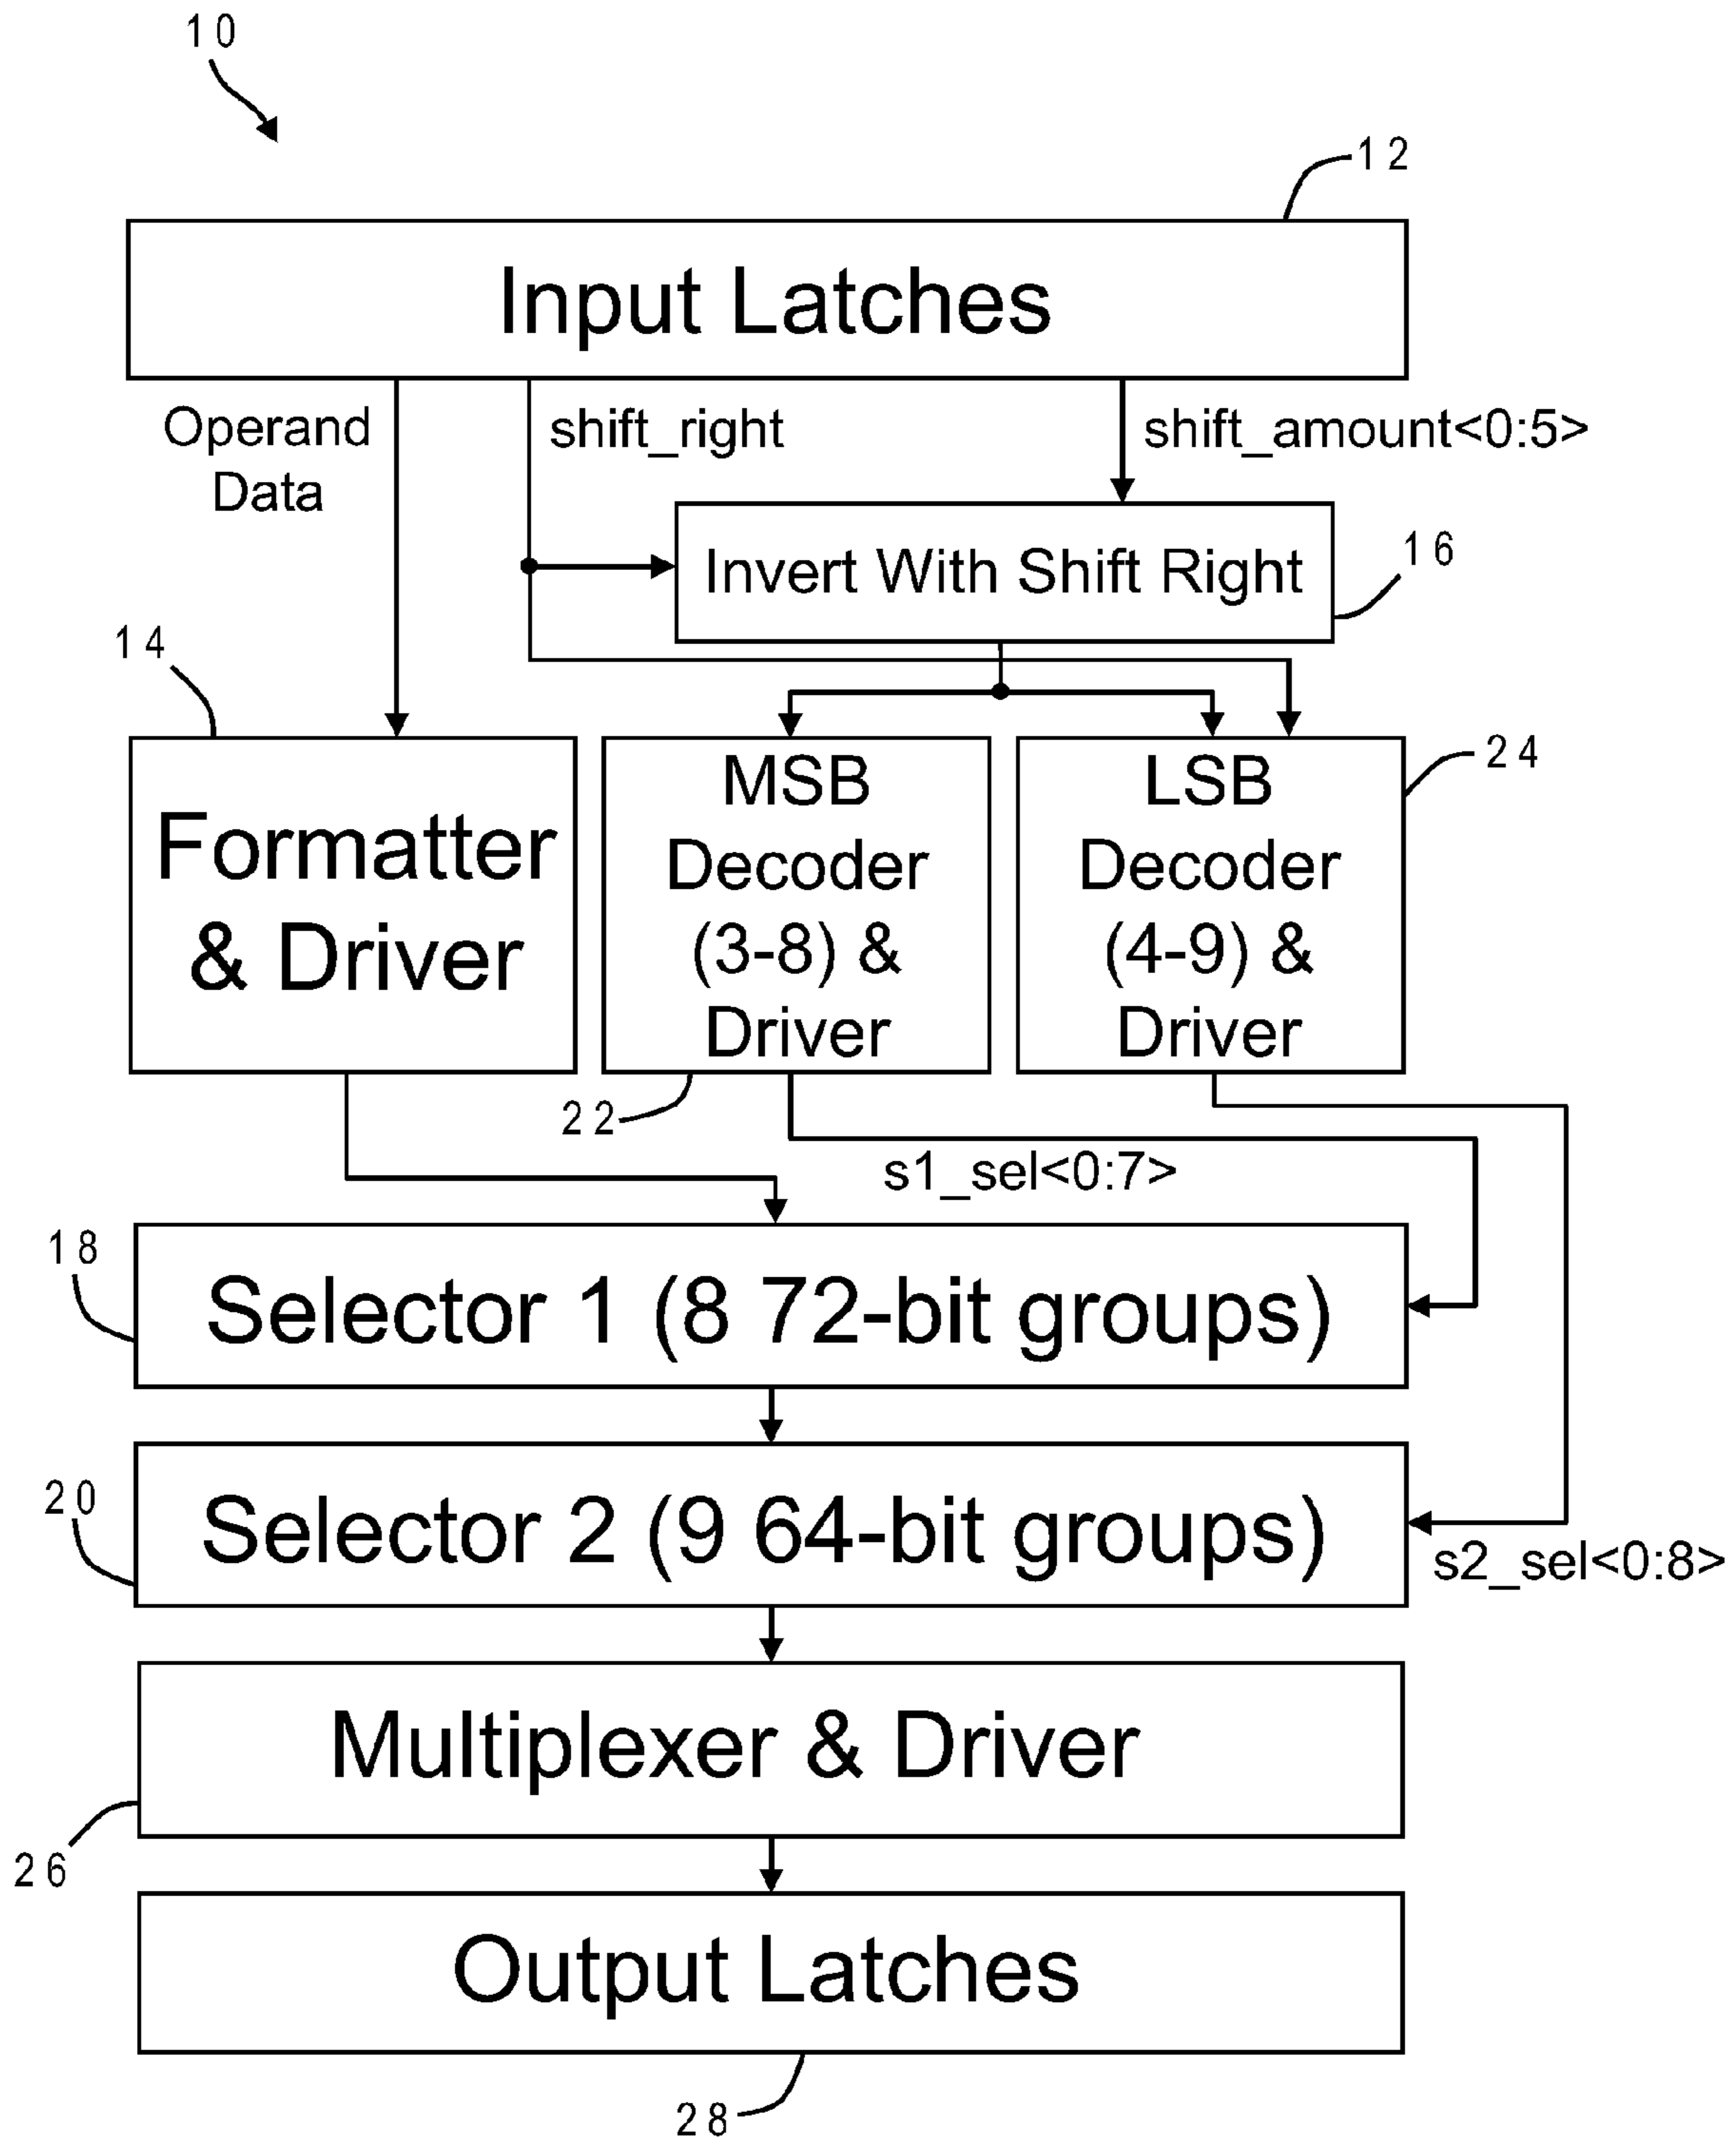 10
12
Input Latches
Operand
Data
shift_right
shift_amount<0:5>
Invert With Shift Right
16
14
Formatter
& Driver
MSB
Decoder
(3-8) &
Driver
LSB
Decoder
(4-9) &
Driver
24
22
s1_sel<0:7>
18
Selector 1 (8 72-bit groups)
20
Selector 2 (9 64-bit groups)
s2_sel<0:8>
Multiplexer & Driver
26
Output Latches
28